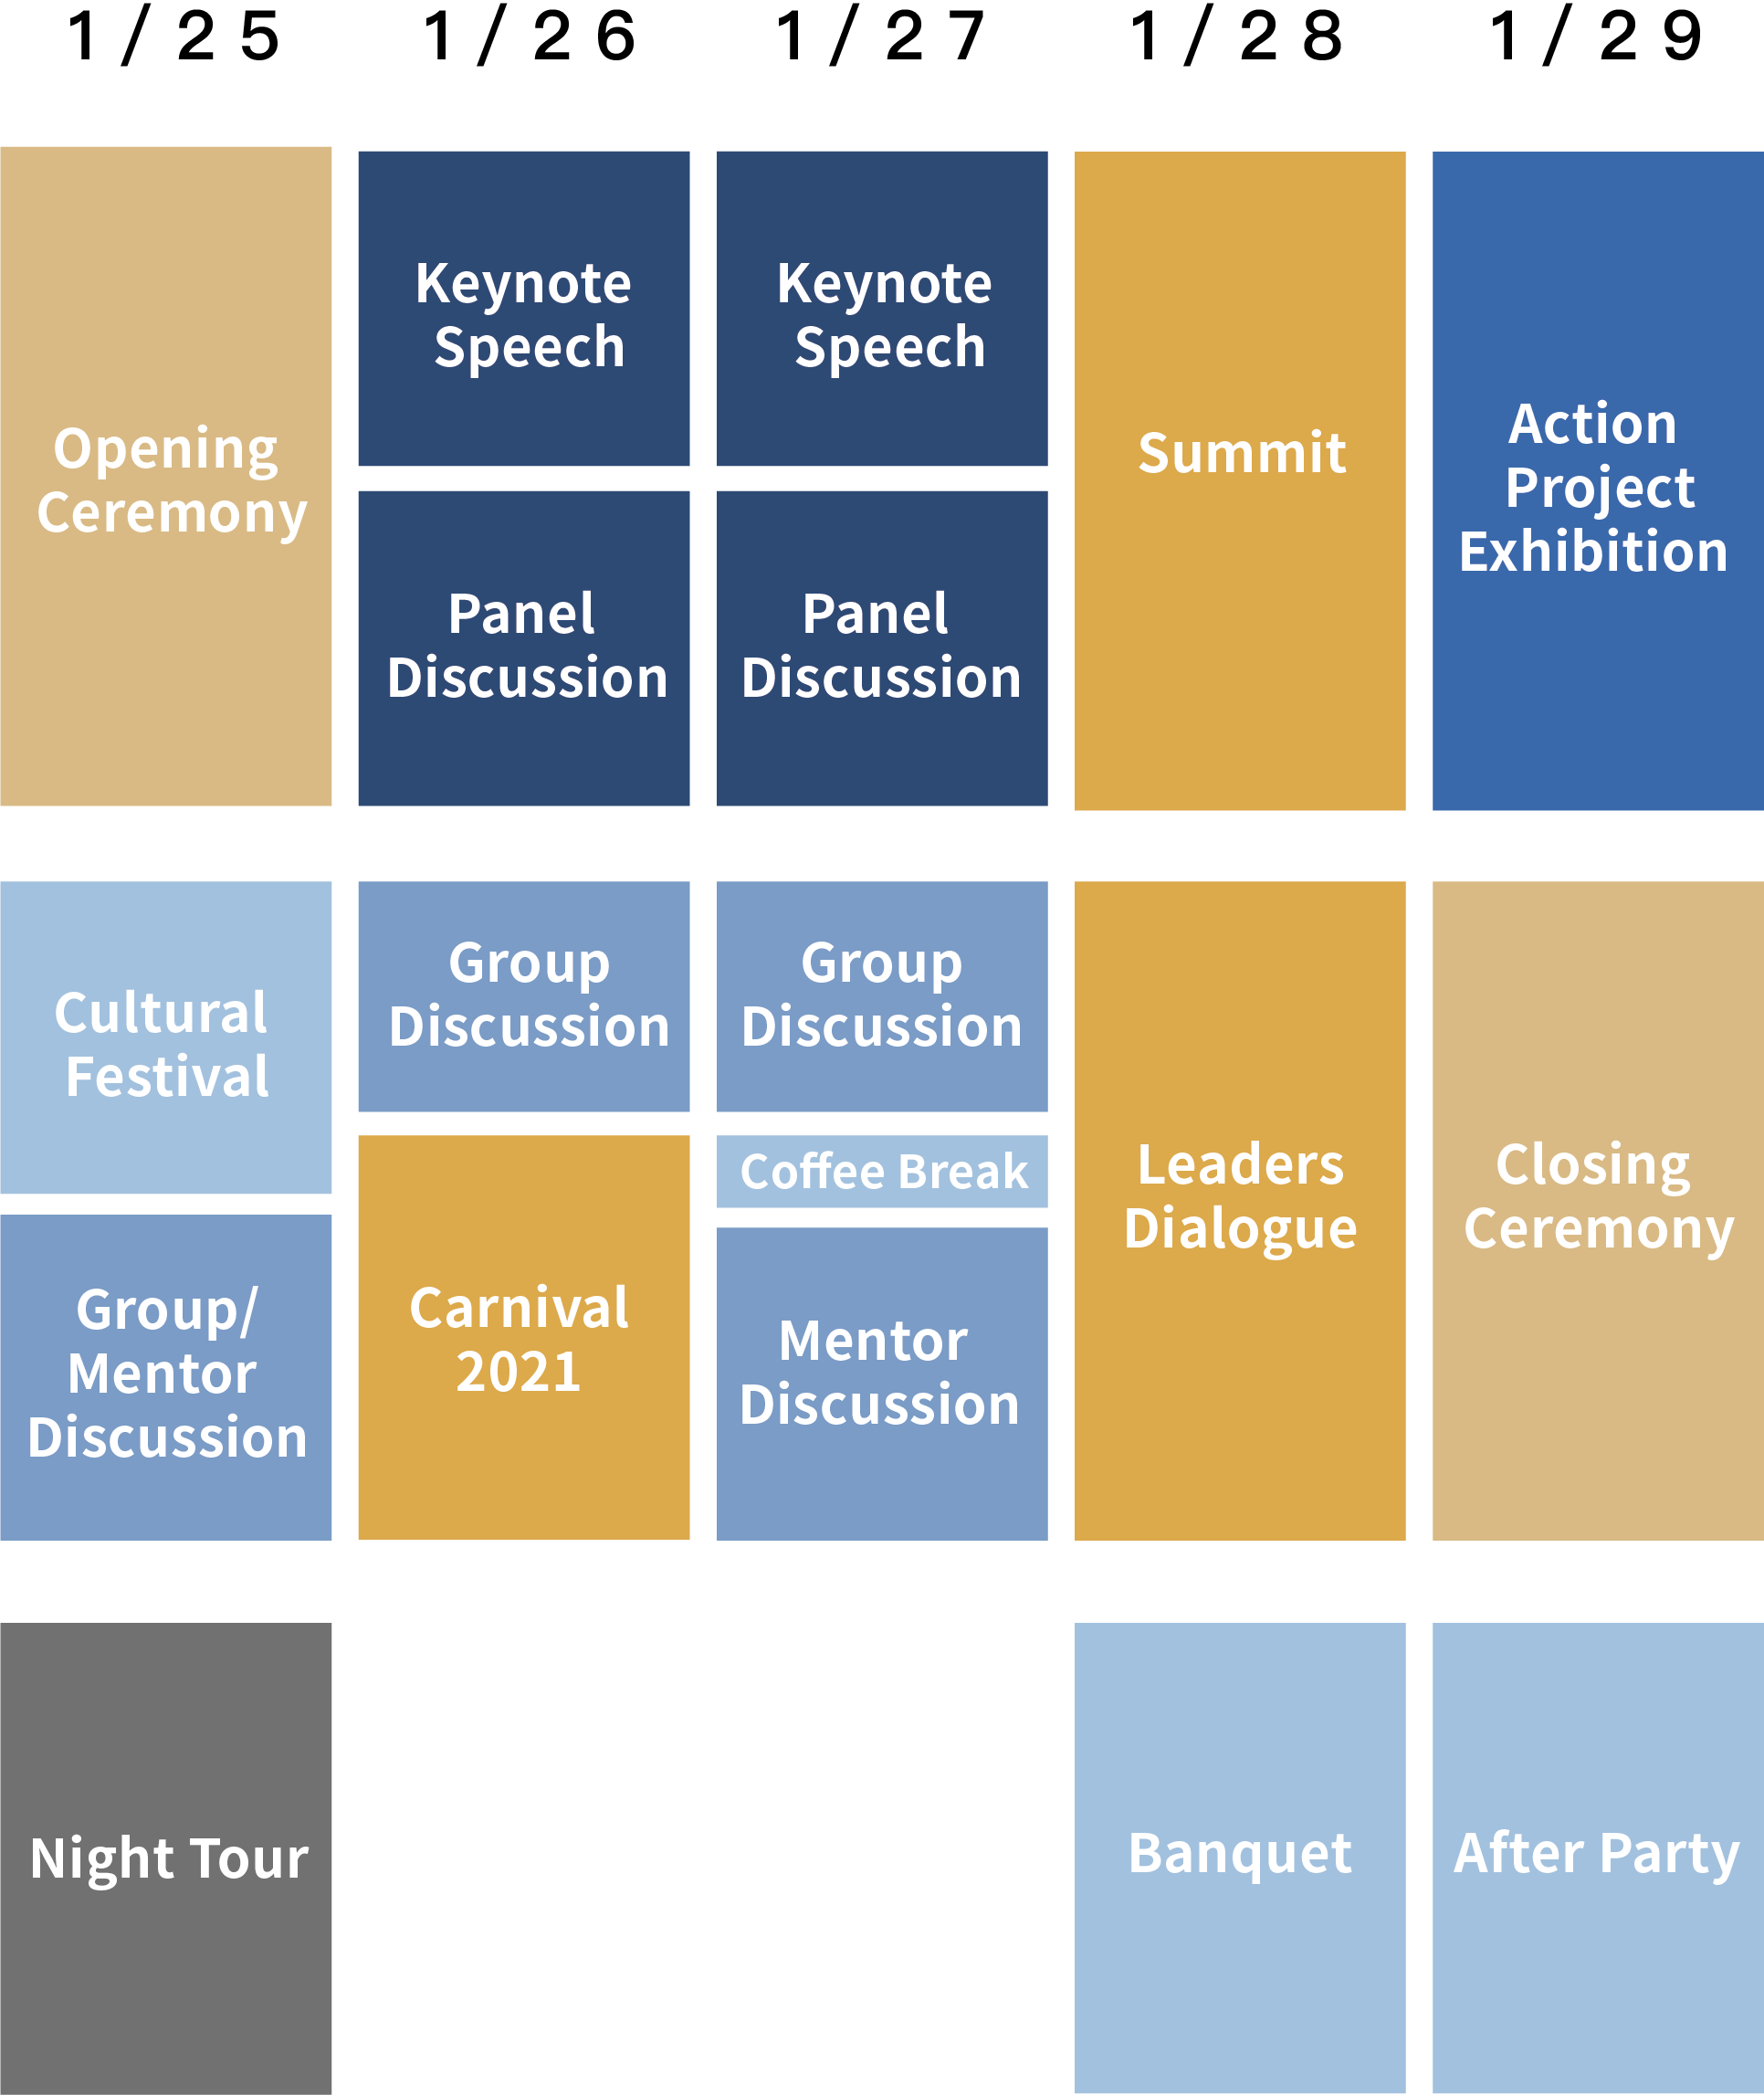 1/25
1/26
1/27
1/28
1/29
Opening
Ceremony
Keynote
Speech
Keynote
Speech
Summit
Action
Project
Exhibition
Panel
Discussion
Panel
Discussion
Cultural
Festival
Group
Discussion
Group
Discussion
Leaders
Dialogue
Closing
Ceremony
Coffee Break
Group/
Mentor
Discussion
Carnival
2021
Mentor
Discussion
Night Tour
Banquet
After Party